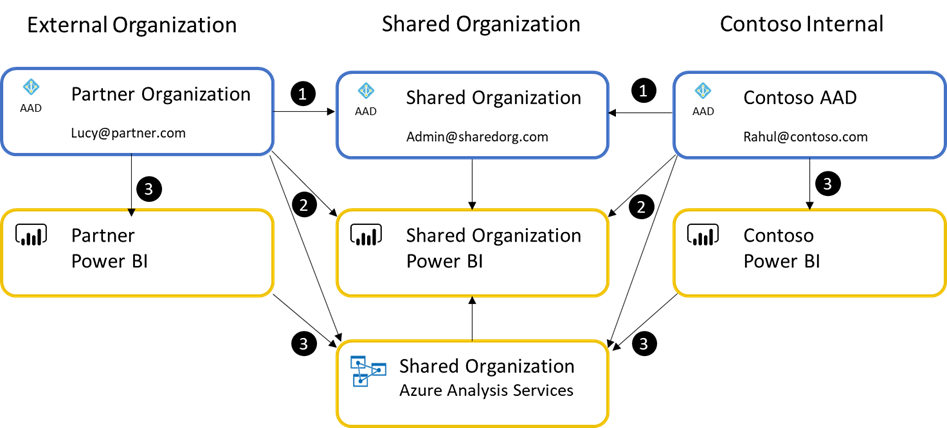 External Organization
Shared Organization
Contoso Internal
AAD
Partner Organization
Lucy@partner.com
1
AAD
Shared Organization
Admin@sharedorg.com
1
AAD
Contoso AAD
Rahul@contoso.com
3
2
2
3
Partner
Power BI
Shared Organization
Power BI
Contoso
Power BI
3
3
Shared Organization
Azure Analysis Services